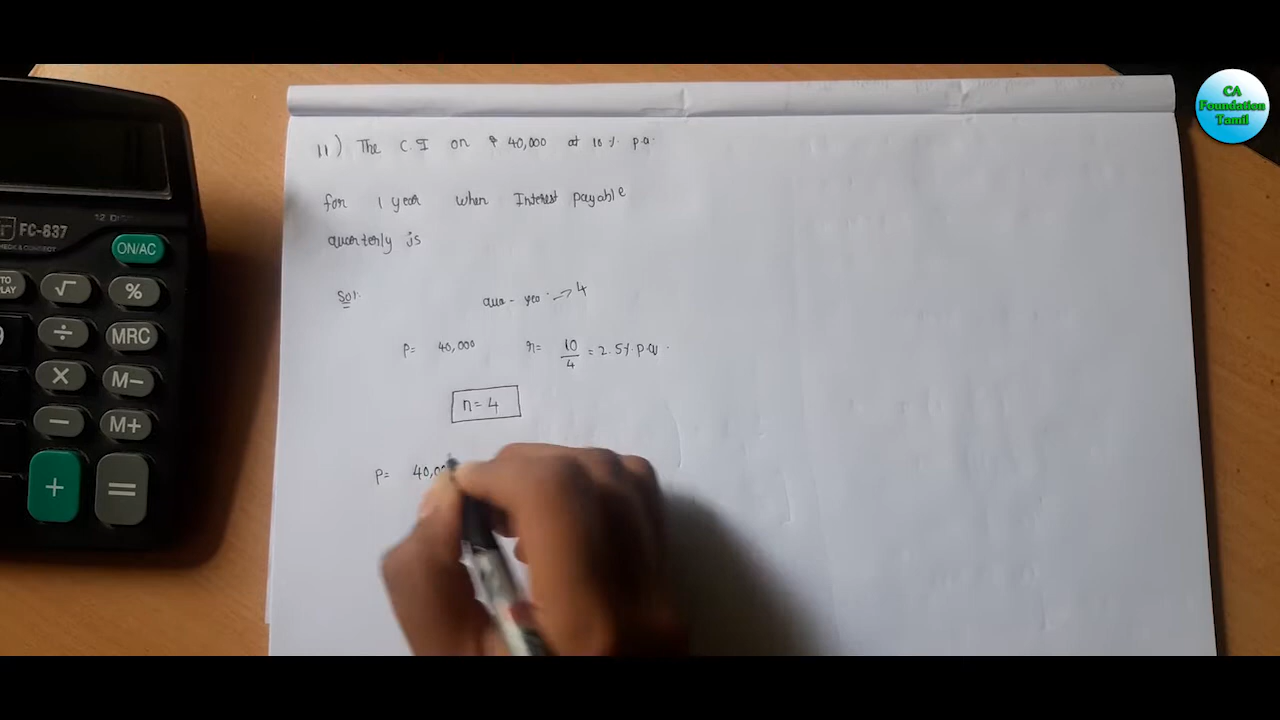 CA
Foundation
Tamil
11) The C.I on ₹ 40,000 at 10 %. p.a.
for 1 year when Interest payable
quarterly is
Sol.
qua - yea. → 4
P= 40,000 r= 10/4 = 2.5%. p.q.
n= 4
P= 40,00
12
FC-837
ON/AC
√
%
÷
MRC
×
M-
-
M+
+
=